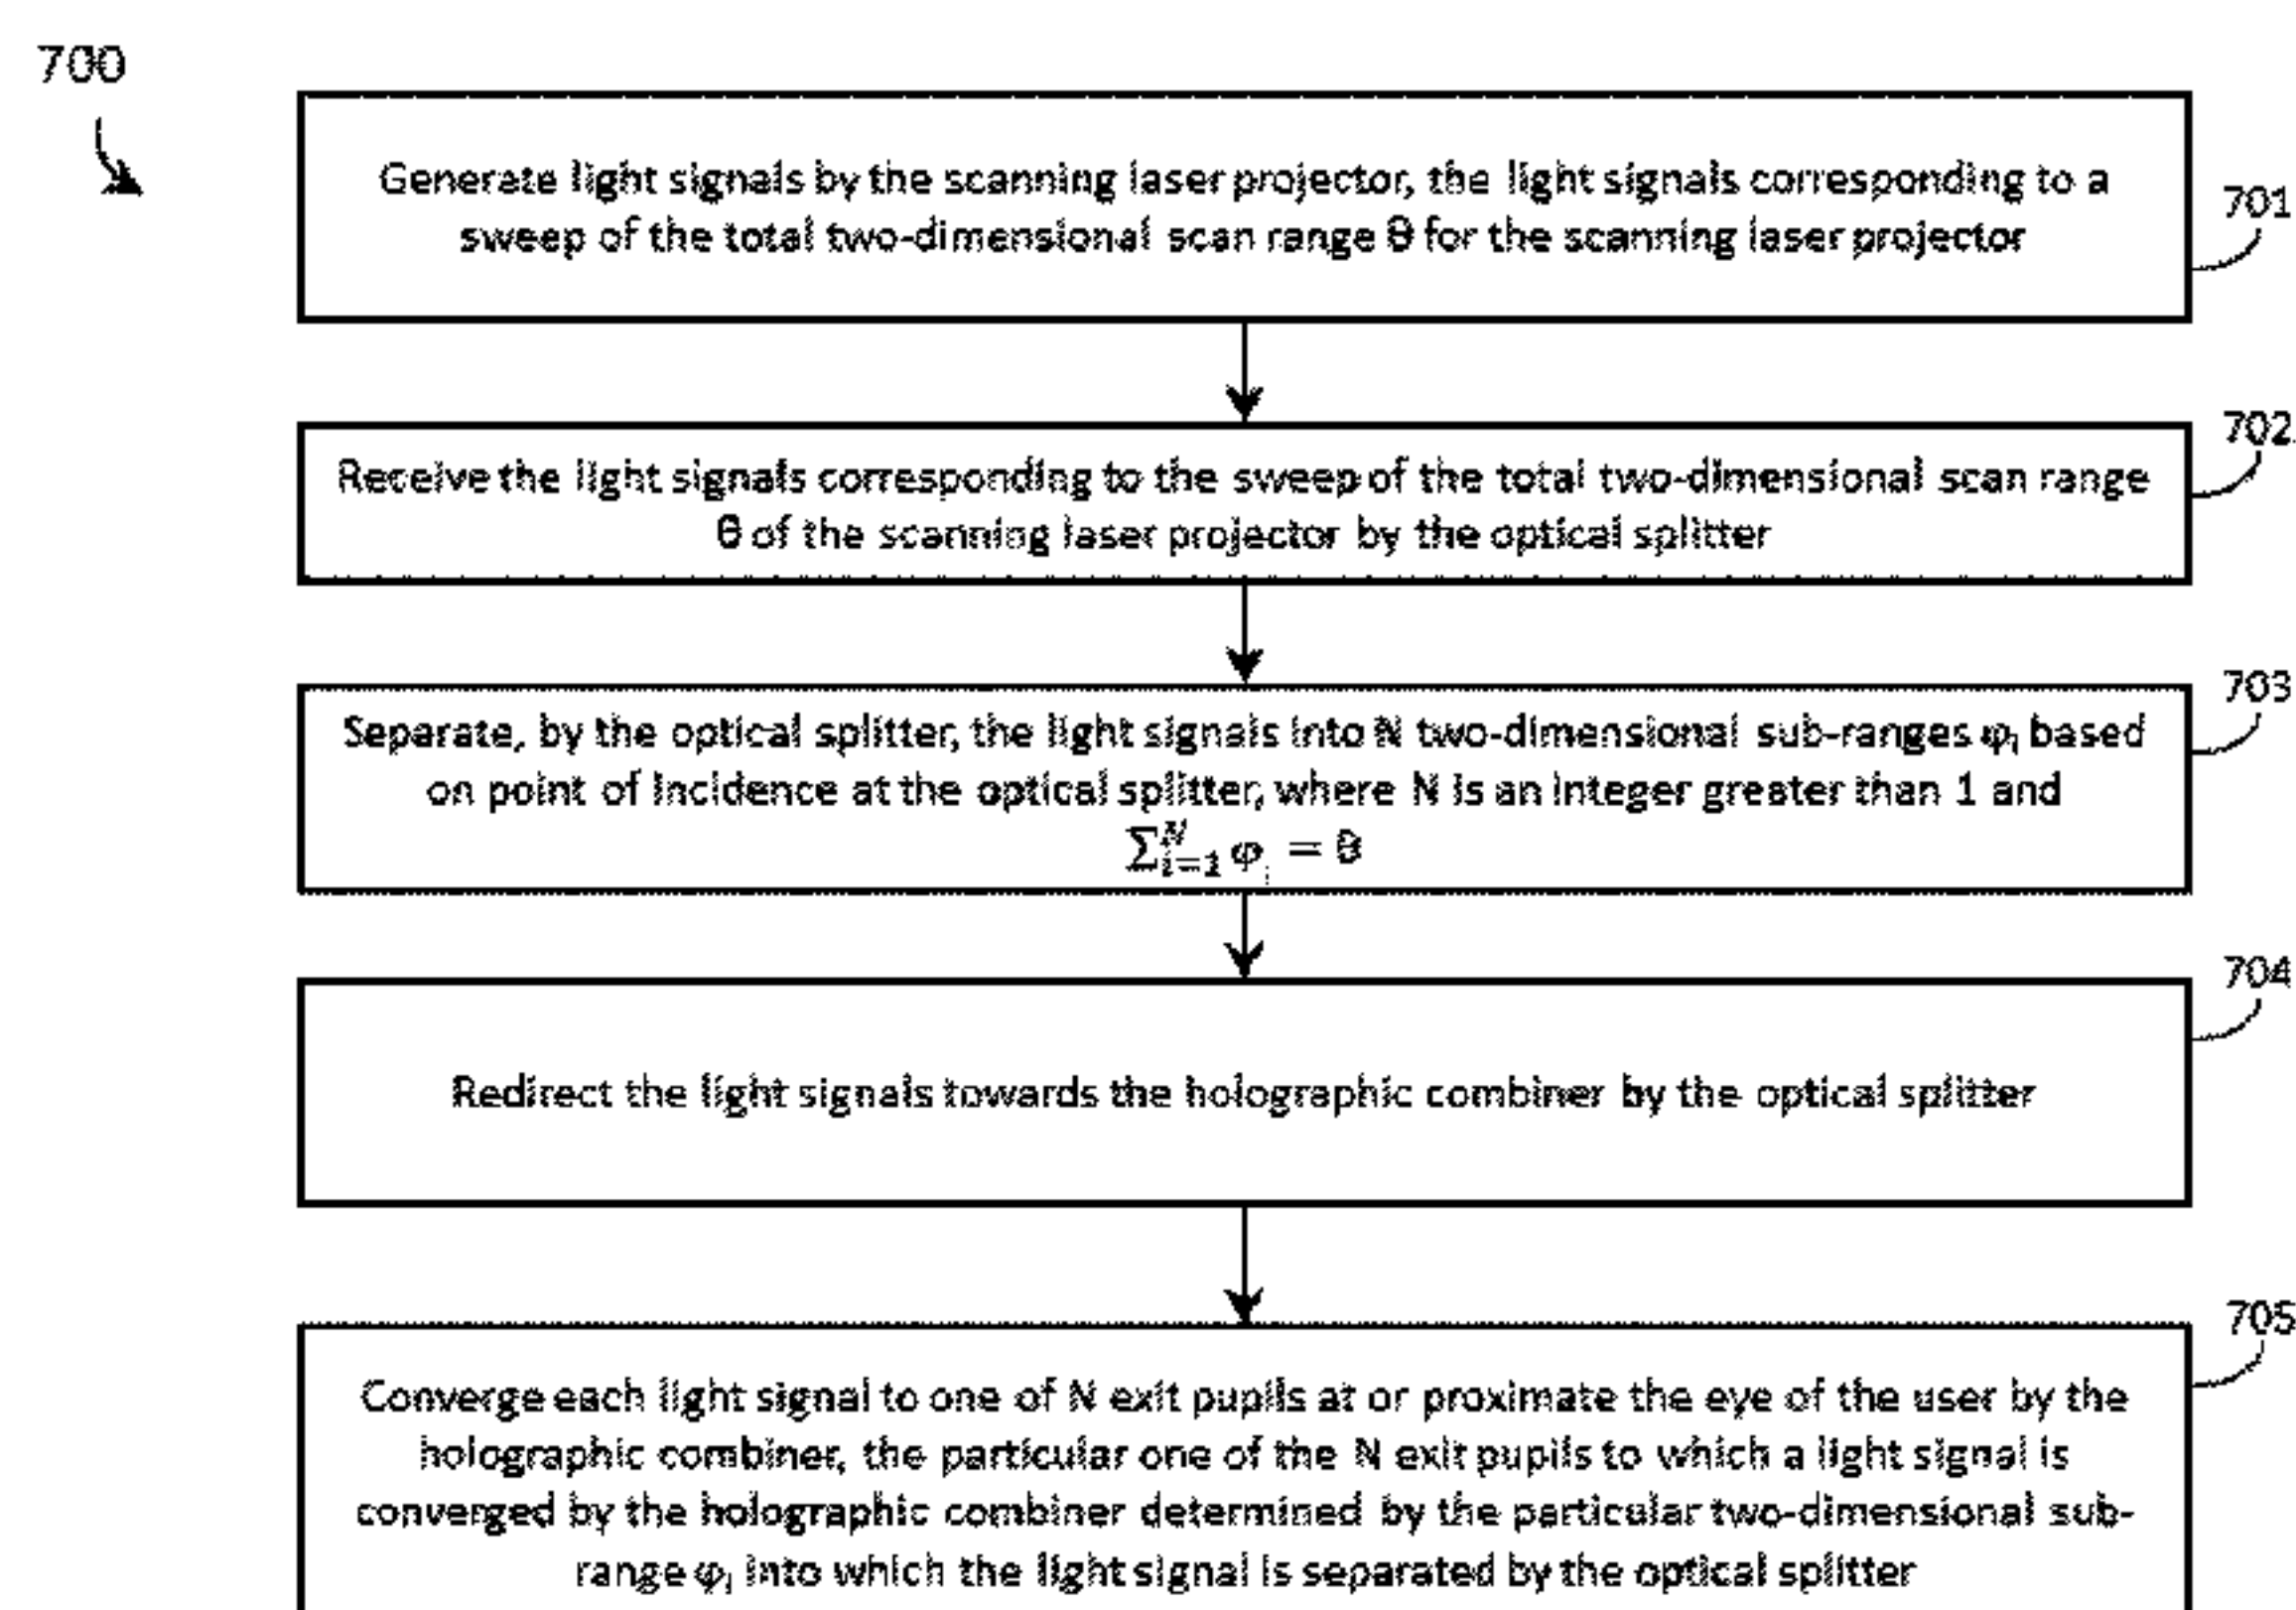 700
Generate light signals by the scanning laser projector, the light signals corresponding to a
sweep of the total two-dimensional scan range θ for the scanning laser projector
701
Receive the light signals corresponding to the sweep of the total two-dimensional scan range
θ of the scanning laser projector by the optical splitter
702
Separate, by the optical splitter, the light signals into N two-dimensional sub-ranges φᵢ based
on point of incidence at the optical splitter, where N is an integer greater than 1 and
∑ᵢ₌₁ᴺ φᵢ = θ
703
Redirect the light signals towards the holographic combiner by the optical splitter
704
Converge each light signal to one of N exit pupils at or proximate the eye of the user by the
holographic combiner, the particular one of the N exit pupils to which a light signal is
converged by the holographic combiner determined by the particular two-dimensional sub-
range φᵢ into which the light signal is separated by the optical splitter
705